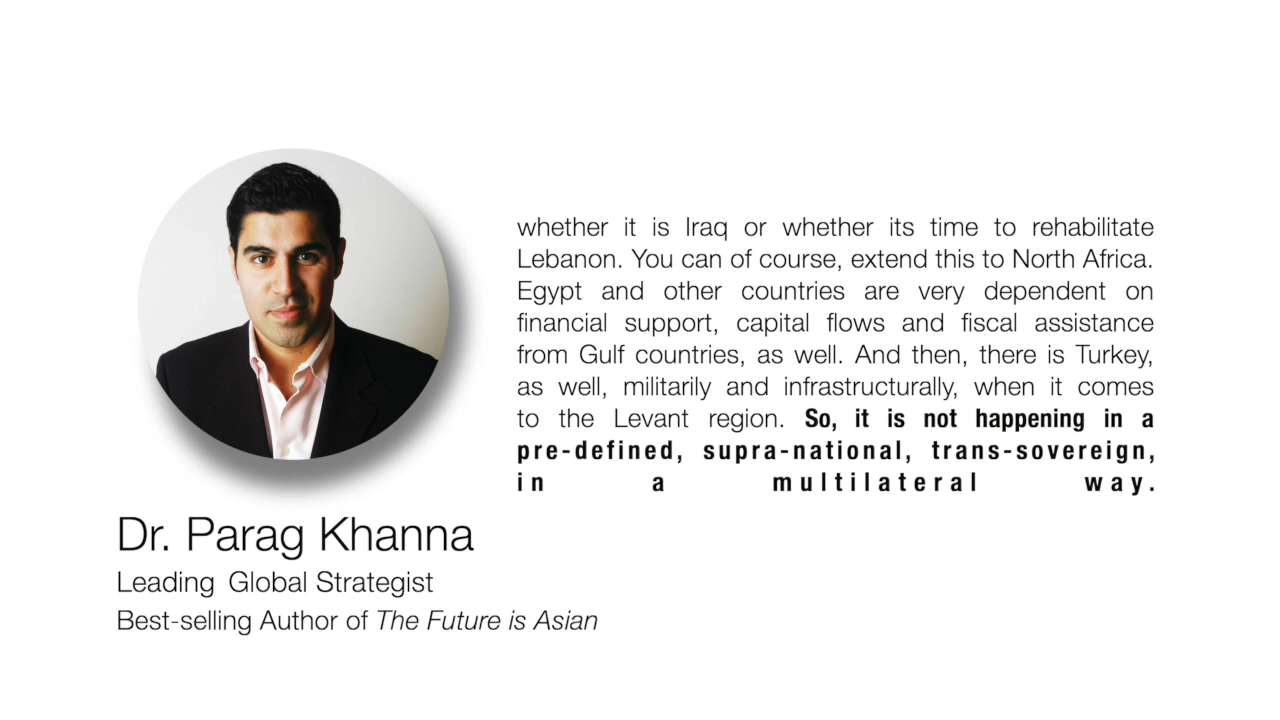 whether it is Iraq or whether its time to rehabilitate
Lebanon. You can of course, extend this to North Africa.
Egypt and other countries are very dependent on
financial support, capital flows and fiscal assistance
from Gulf countries, as well. And then, there is Turkey,
as well, militarily and infrastructurally, when it comes
to the Levant region. So, it is not happening in a
pre-defined, supra-national, trans-sovereign,
in a multilateral way.
Dr. Parag Khanna
Leading Global Strategist
Best-selling Author of The Future is Asian